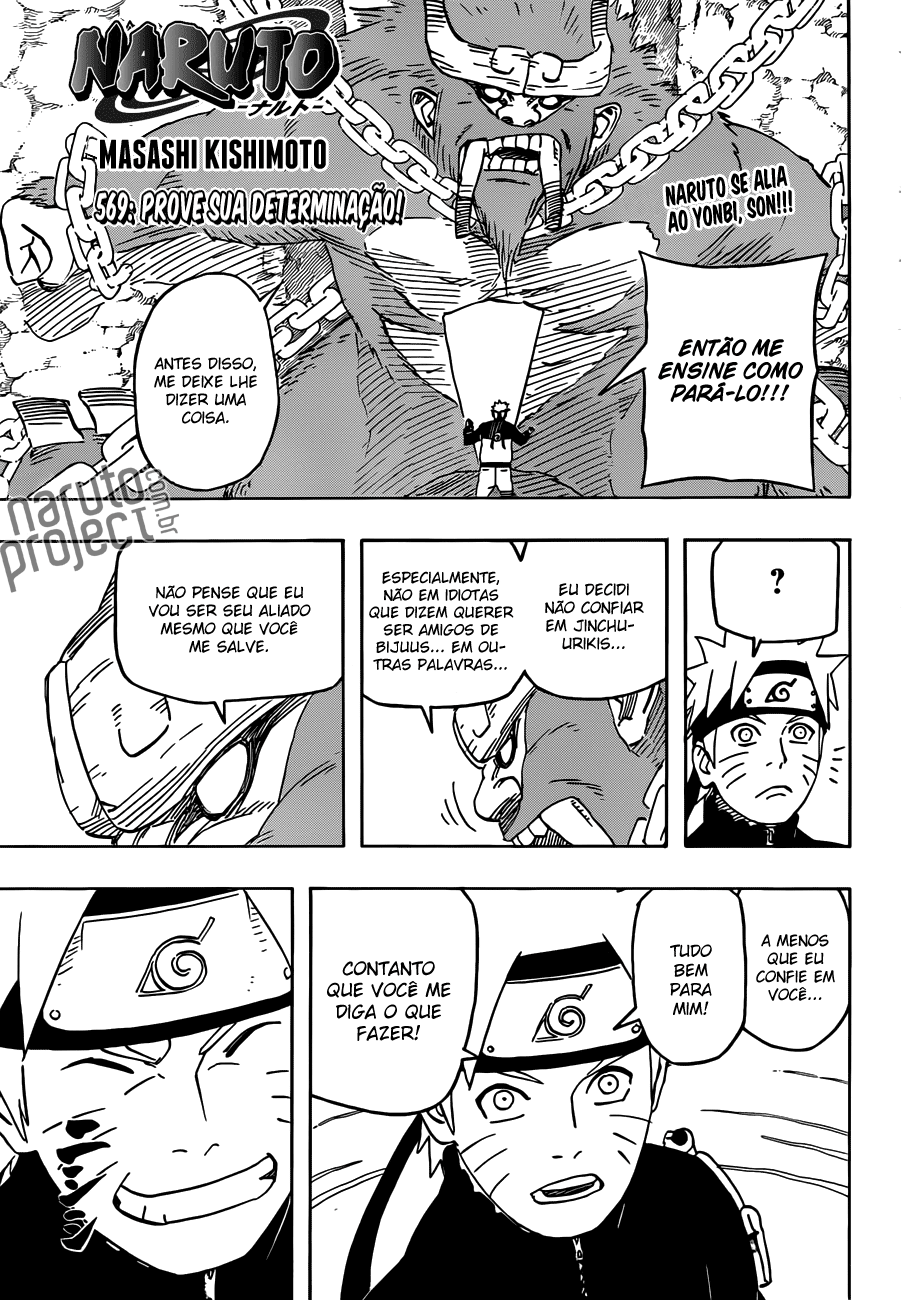 NARUTO
-ナルト-
MASASHI KISHIMOTO
569: PROVE SUA DETERMINAÇÃO!
NARUTO SE ALIA
AO YONBI, SON!!!
ENTÃO ME
ENSINE COMO
PARÁ-LO!!!
ANTES DISSO,
ME DEIXE LHE
DIZER UMA
COISA.
naruto
project
.com.br
?
EU DECIDI
NÃO CONFIAR
EM JINCHU-
URIKIS...
ESPECIALMENTE,
NÃO EM IDIOTAS
QUE DIZEM QUERER
SER AMIGOS DE
BIJUUS... EM OU-
TRAS PALAVRAS...
NÃO PENSE QUE EU
VOU SER SEU ALIADO
MESMO QUE VOCÊ
ME SALVE.
A MENOS
QUE EU
CONFIE EM
VOCÊ...
TUDO
BEM
PARA
MIM!
CONTANTO
QUE VOCÊ ME
DIGA O QUE
FAZER!